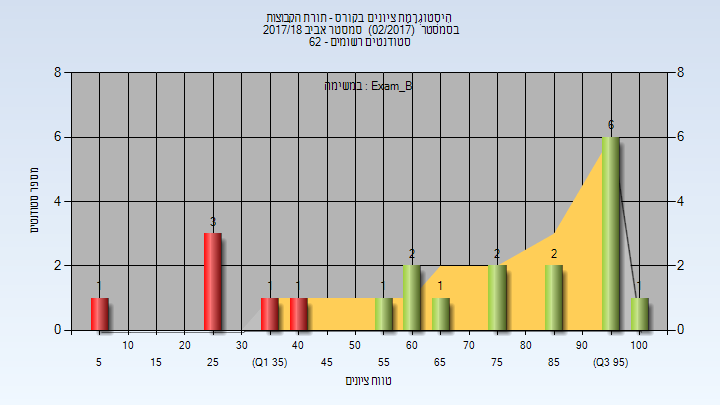 היסטוגרמת ציונים בקורס - תורת הקבוצות
בסמסטר (02/2017) סמסטר אביב 2017/18
סטודנטים רשומים - 62
במשימה : Exam_B
8 8
6 6
4 4
2 2
0 0
מספר סטודנטים
1 3 1 1 1 2 1 2 2 6 1
10 20 30 40 50 60 70 80 90 100
5 15 25 (Q1 35) 45 55 65 75 85 (Q3 95)
טווח ציונים